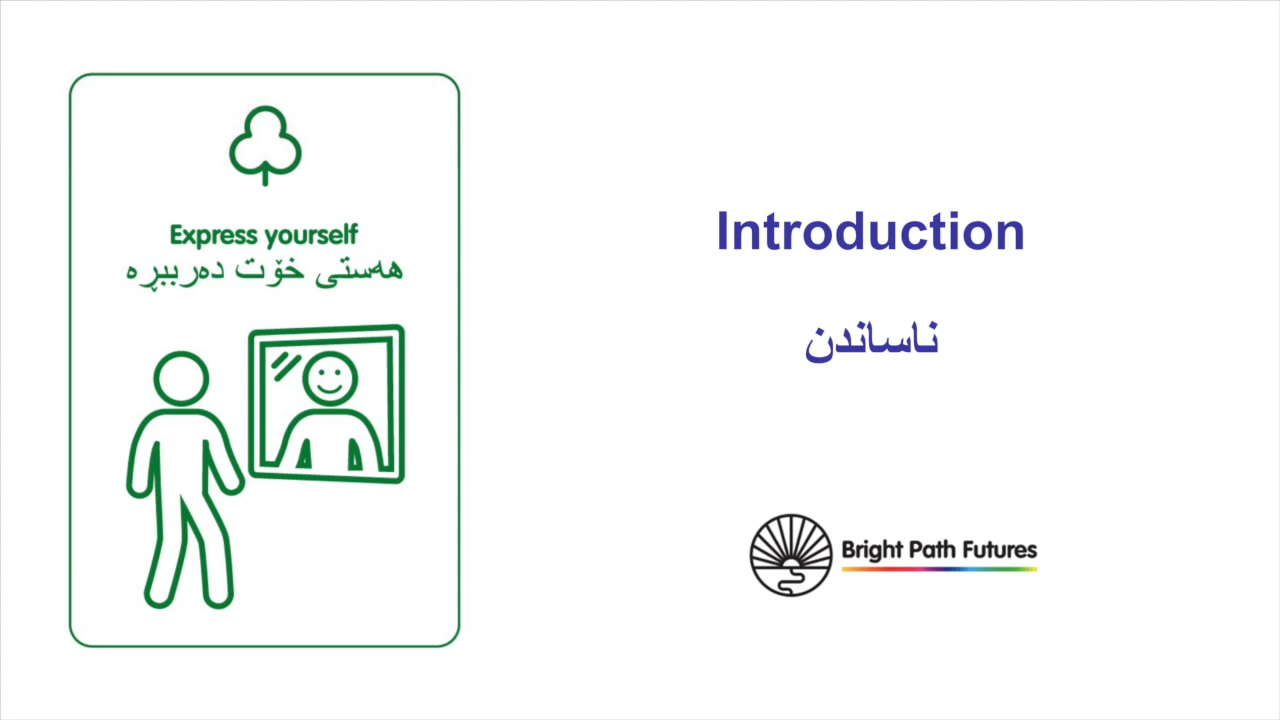 Express yourself
هەستی خۆت دەرببڕە
Introduction
ناساندن
Bright Path Futures